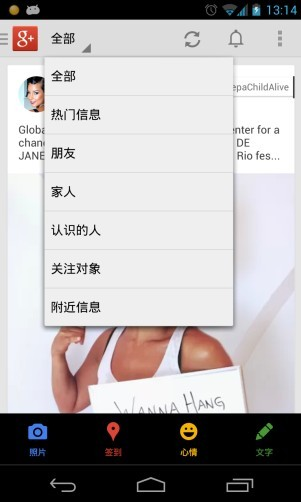 13:14
g+
全部
全部
热门信息
朋友
家人
认识的人
关注对象
附近信息
epaChildAlive
Globa
enter for a
chan
DE
JANE
Rio fes...
WANNA HANG
照片
签到
心情
文字